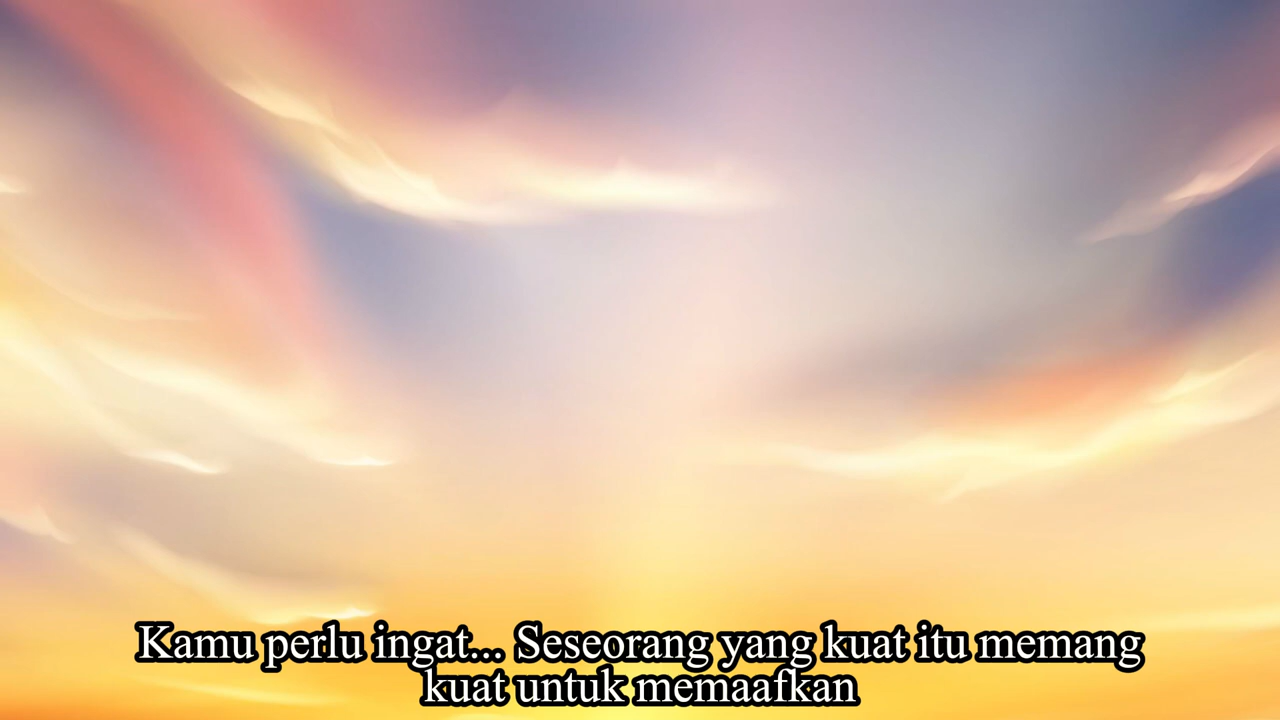 Kamu perlu ingat... Seseorang yang kuat itu memang
kuat untuk memaafkan